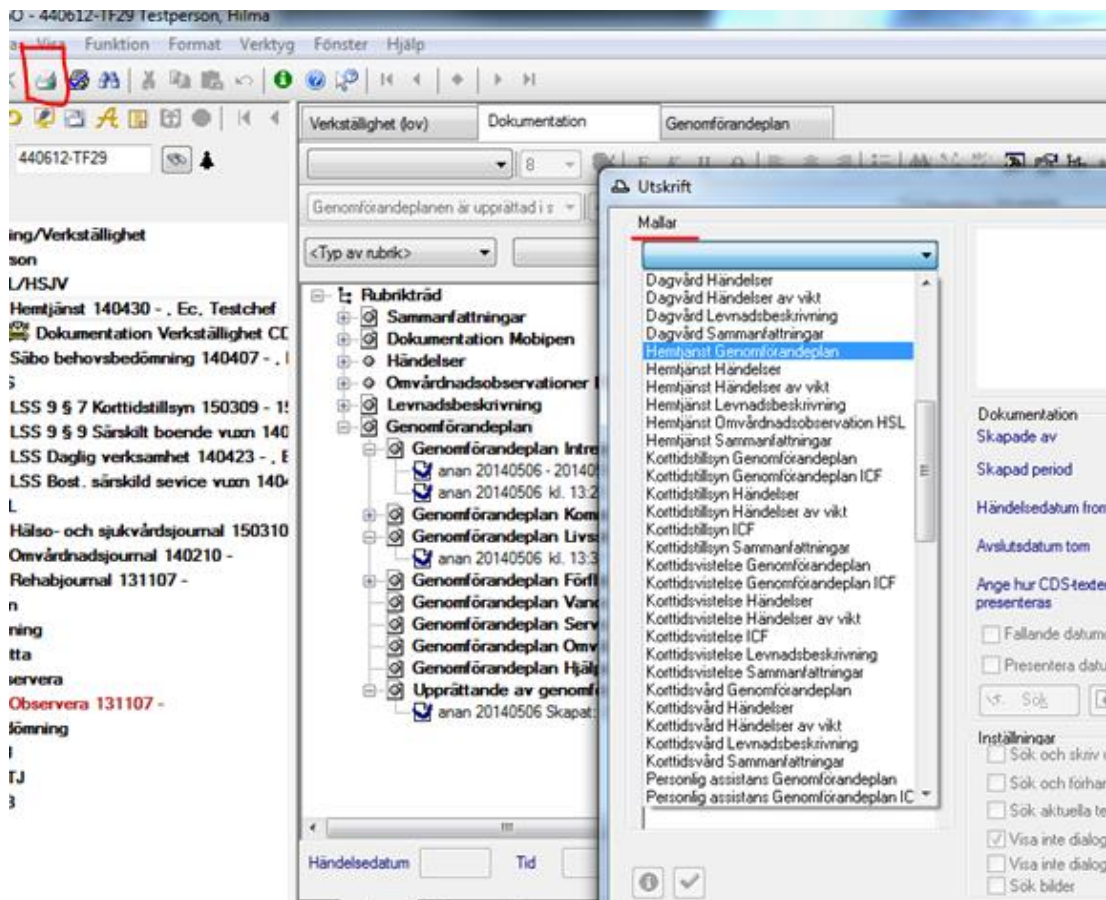 O - 440612-TF29 Testperson, Hilma
Visa Funktion Format Verktyg Fönster Hjälp
440612-TF29
ing/Verkställighet
son
L/HSJV
Hemtjänst 140430 - , Ec, Testchef
Dokumentation Verkställighet CD
Säbo behovsbedömning 140407 - ,
S
LSS 9 § 7 Korttidstillsyn 150309 - 1
LSS 9 § 9 Särskilt boende vuxn 140
LSS Daglig verksamhet 140423 - , E
LSS Bost. särskild sevice vuxn 140
L
Hälso- och sjukvårdsjournal 150310
Omvårdnadsjournal 140210 -
Rehabjournal 131107 -
n
ning
tta
servera
Observera 131107 -
dömning
TJ
Verkställighet (lov) Dokumentation Genomförandeplan
8
Genomförandeplanen är upprättad i s
<Typ av rubrik>
Rubrikträd
Sammanfattningar
Dokumentation Mobipen
Händelser
Omvårdnadsobservationer
Levnadsbeskrivning
Genomförandeplan
Genomförandeplan Intre
anan 20140506 - 201405
anan 20140506 kl. 13:2
Genomförandeplan Kom
Genomförandeplan Livs
anan 20140506 kl. 13:3
Genomförandeplan Förfl
Genomförandeplan Vard
Genomförandeplan Serv
Genomförandeplan Omv
Genomförandeplan Hjälp
Upprättande av genomf
anan 20140506 Skapat:
Händelsedatum Tid
Utskrift
Mallar
Dagvård Händelser
Dagvård Händelser av vikt
Dagvård Levnadsbeskrivning
Dagvård Sammanfattningar
Hemtjänst Genomförandeplan
Hemtjänst Händelser
Hemtjänst Händelser av vikt
Hemtjänst Levnadsbeskrivning
Hemtjänst Omvårdnadsobservation HSL
Hemtjänst Sammanfattningar
Korttidstillsyn Genomförandeplan
Korttidstillsyn Genomförandeplan ICF
Korttidstillsyn Händelser
Korttidstillsyn Händelser av vikt
Korttidstillsyn ICF
Korttidstillsyn Sammanfattningar
Korttidsvistelse Genomförandeplan
Korttidsvistelse Genomförandeplan ICF
Korttidsvistelse Händelser
Korttidsvistelse Händelser av vikt
Korttidsvistelse ICF
Korttidsvistelse Levnadsbeskrivning
Korttidsvistelse Sammanfattningar
Korttidsvård Genomförandeplan
Korttidsvård Händelser
Korttidsvård Händelser av vikt
Korttidsvård Levnadsbeskrivning
Korttidsvård Sammanfattningar
Personlig assistans Genomförandeplan
Personlig assistans Genomförandeplan IC
Dokumentation
Skapade av
Skapad period
Händelsedatum from
Avslutsdatum tom
Ange hur CDS-texter
presenteras
Fallande datumo
Presentera datu
Sök
Inställningar
Sök och skriv u
Sök och förhan
Sök aktuella te
Visa inte dialog
Visa inte dialog
Sök bilder